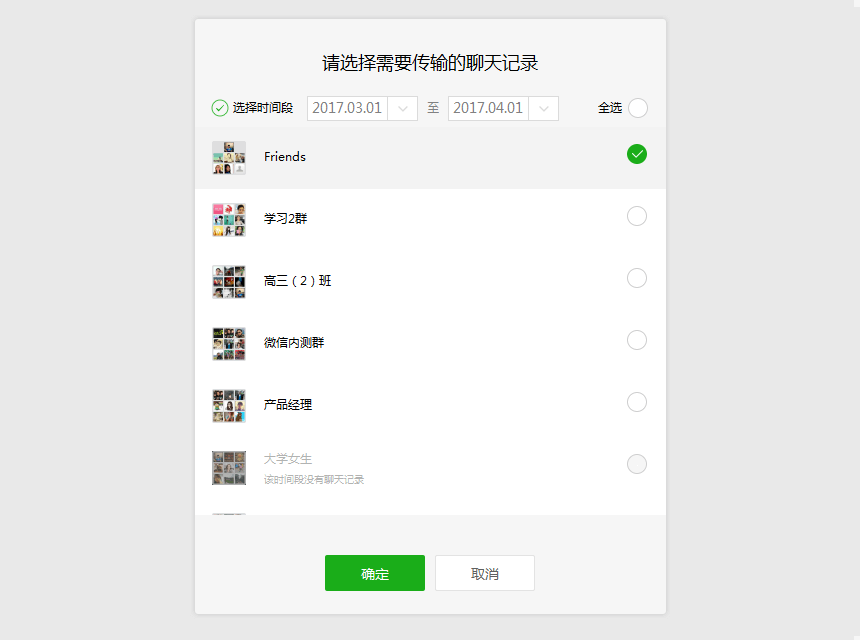 请选择需要传输的聊天记录
选择时间段 2017.03.01 至 2017.04.01 全选
Friends
学习2群
高三（2）班
微信内测群
产品经理
大学女生
该时间段没有聊天记录
确定 取消